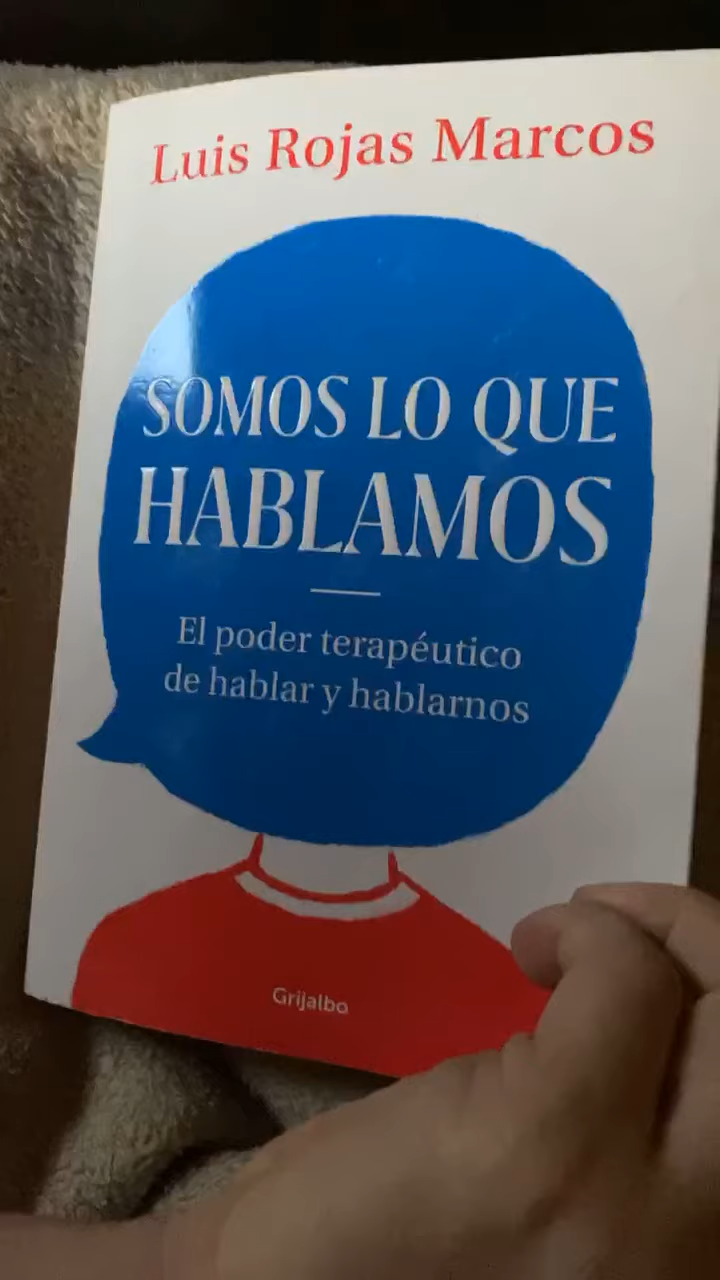 Luis Rojas Marcos
SOMOS LO QUE
HABLAMOS
El poder terapéutico
de hablar y hablarnos
Grijalbo